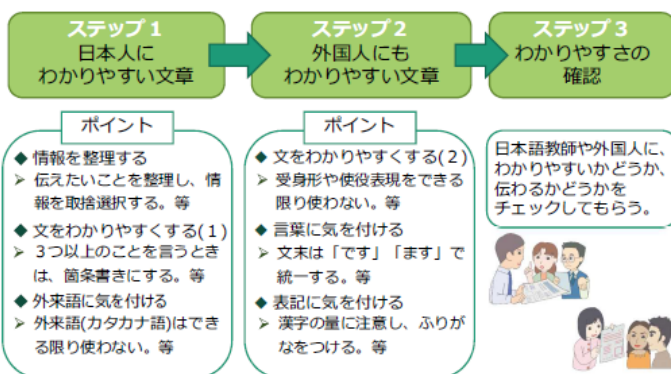 ステップ1
日本人に
わかりやすい文章
ステップ2
外国人にも
わかりやすい文章
ステップ3
わかりやすさの
確認
ポイント
◆情報を整理する
➢ 伝えたいことを整理し、情
報を取捨選択する。等
◆文をわかりやすくする(1)
➢ 3つ以上のことを言うとき
は、箇条書きにする。等
◆外来語に気を付ける
➢ 外来語(カタカナ語)はでき
る限り使わない。等
ポイント
◆文をわかりやすくする(2)
➢ 受身形や使役表現をできる
限り使わない。等
◆言葉に気を付ける
➢ 文末は「です」「ます」で
統一する。等
◆表記に気を付ける
➢ 漢字の量に注意し、ふりが
なをつける。等
日本語教師や外国人に、
わかりやすいかどうか、
伝わるかどうかを
チェックしてもらう。